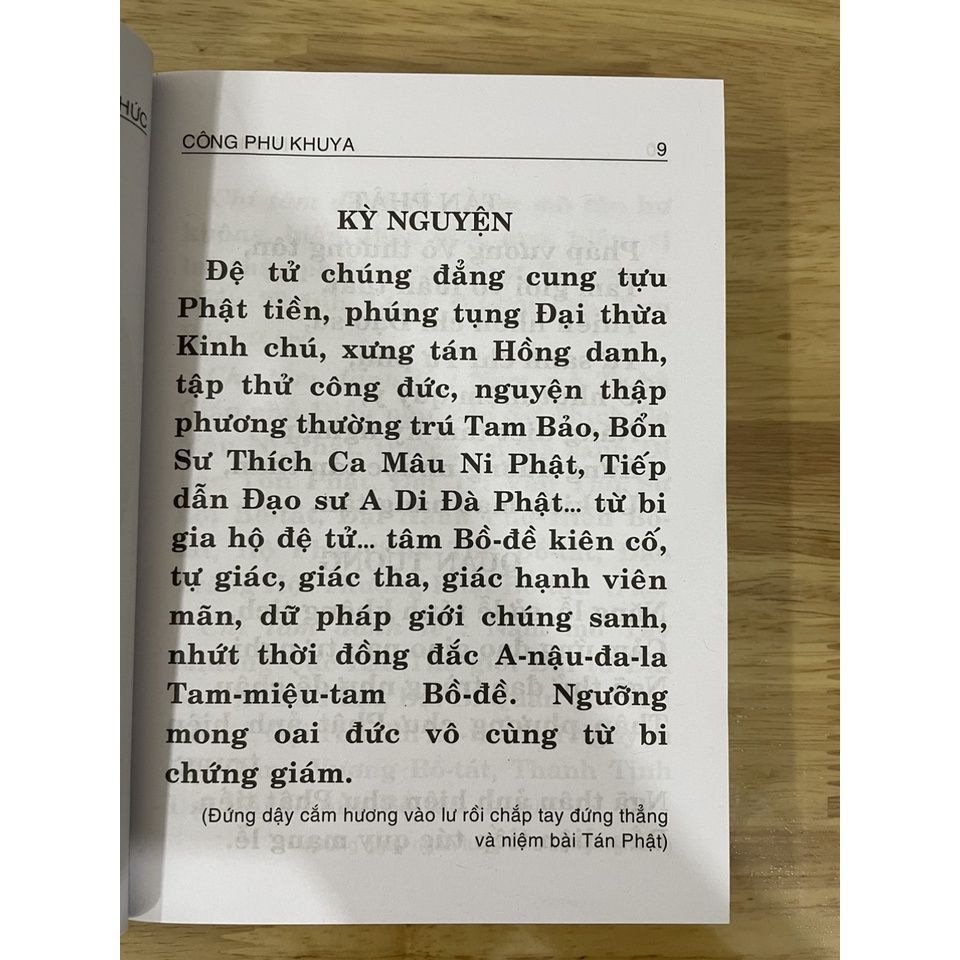 HỨC
CÔNG PHU KHUYA 9
KỲ NGUYỆN
Đệ tử chúng đẳng cung tựu
Phật tiền, phúng tụng Đại thừa
Kinh chú, xưng tán Hồng danh,
tập thử công đức, nguyện thập
phương thường trú Tam Bảo, Bổn
Sư Thích Ca Mâu Ni Phật, Tiếp
dẫn Đạo sư A Di Đà Phật... từ bi
gia hộ đệ tử... tâm Bồ-đề kiên cố,
tự giác, giác tha, giác hạnh viên
mãn, dữ pháp giới chúng sanh,
nhứt thời đồng đắc A-nậu-đa-la
Tam-miệu-tam Bồ-đề. Ngưỡng
mong oai đức vô cùng từ bi
chứng giám.
(Đứng dậy cắm hương vào lư rồi chắp tay đứng thẳng
và niệm bài Tán Phật)